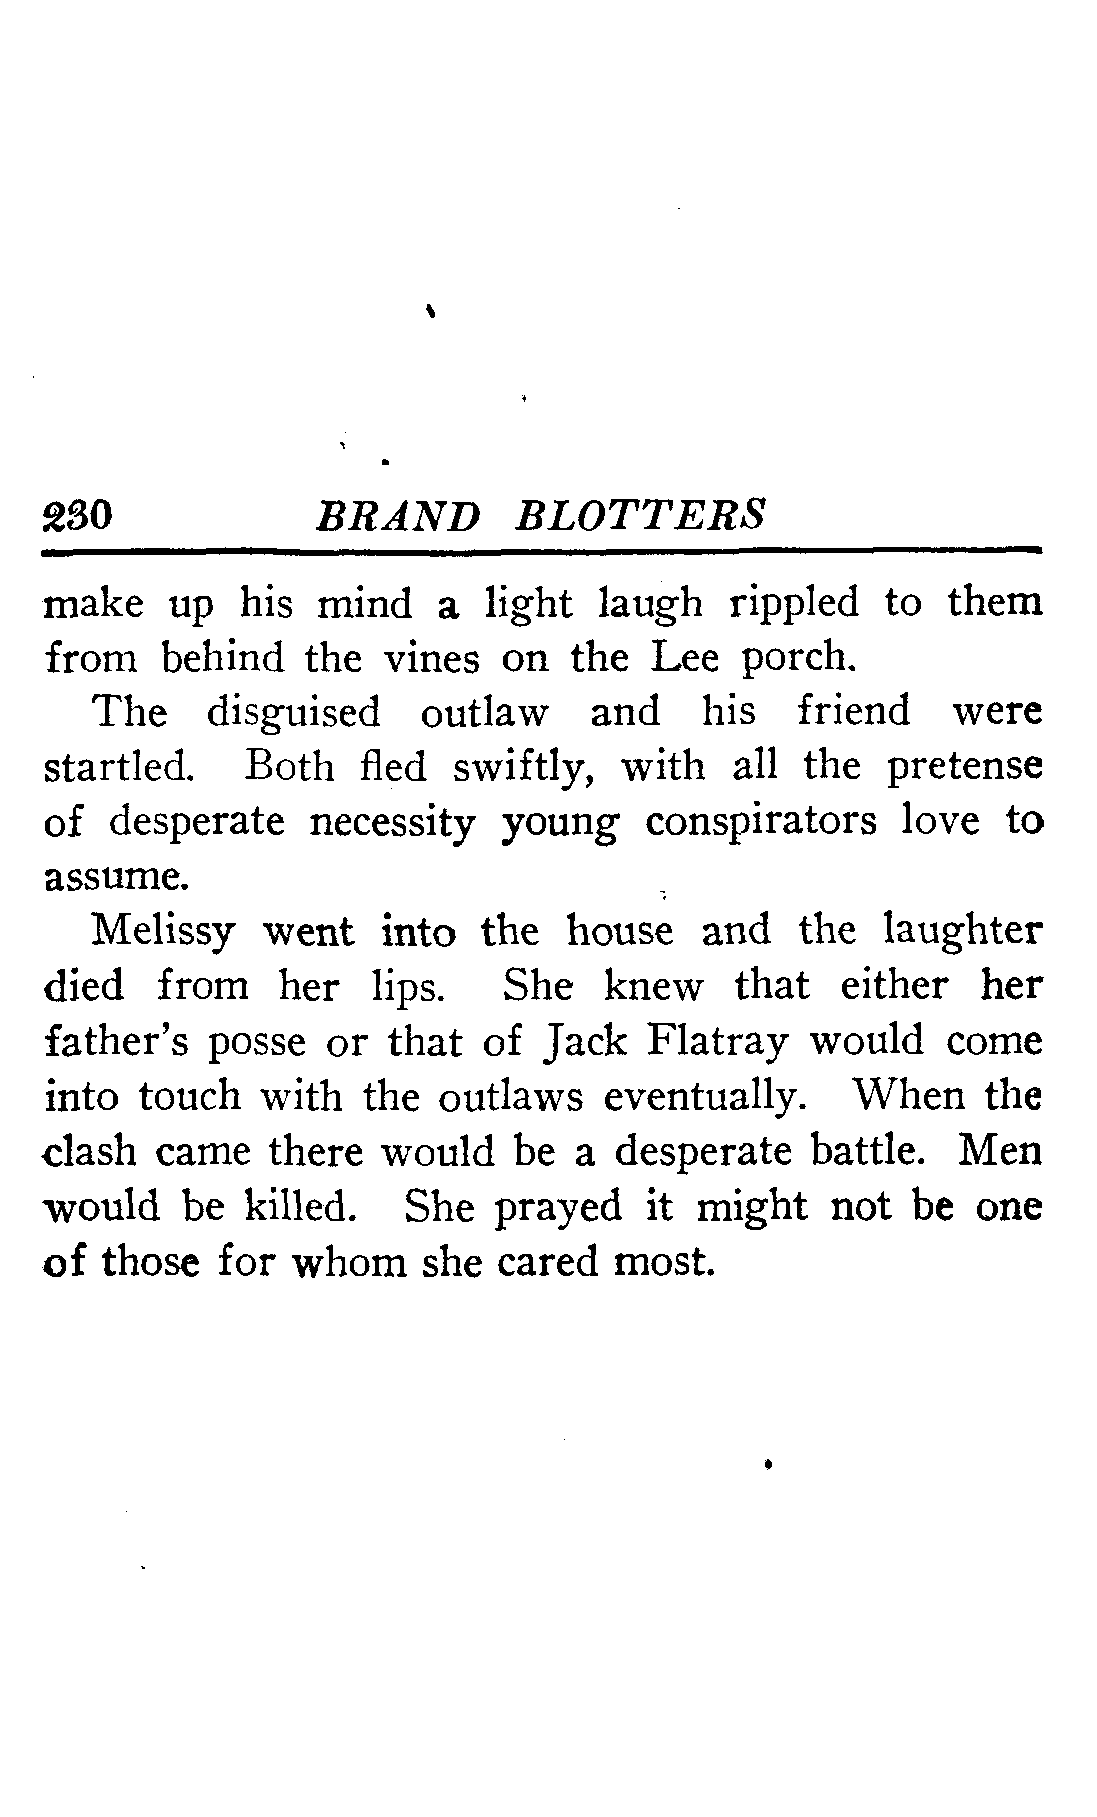 230 BRAND BLOTTERS
make up his mind a light laugh rippled to them
from behind the vines on the Lee porch.
The disguised outlaw and his friend were
startled. Both fled swiftly, with all the pretense
of desperate necessity young conspirators love to
assume.
Melissy went into the house and the laughter
died from her lips. She knew that either her
father's posse or that of Jack Flatray would come
into touch with the outlaws eventually. When the
clash came there would be a desperate battle. Men
would be killed. She prayed it might not be one
of those for whom she cared most.